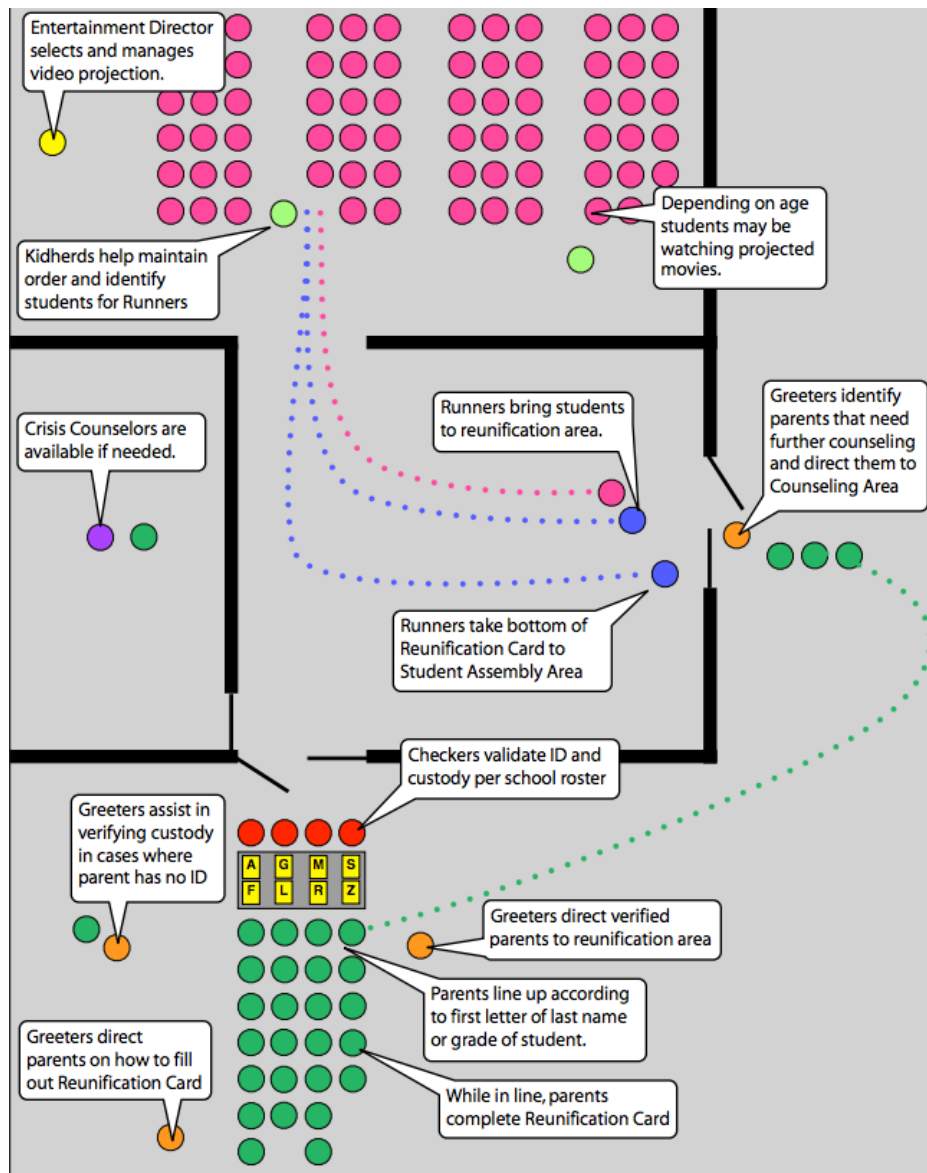 Entertainment Director
selects and manages
video projection.
Depending on age
students may be
watching projected
movies.
Kidherds help maintain
order and identify
students for Runners
Runners bring students
to reunification area.
Greeters identify
parents that need
further counseling
and direct them to
Counseling Area
Crisis Counselors are
available if needed.
Runners take bottom of
Reunification Card to
Student Assembly Area
Checkers validate ID and
custody per school roster
Greeters assist in
verifying custody
in cases where
parent has no ID
A G M S
F L R Z
Greeters direct verified
parents to reunification area
Parents line up according
to first letter of last name
or grade of student.
Greeters direct
parents on how to fill
out Reunification Card
While in line, parents
complete Reunification Card